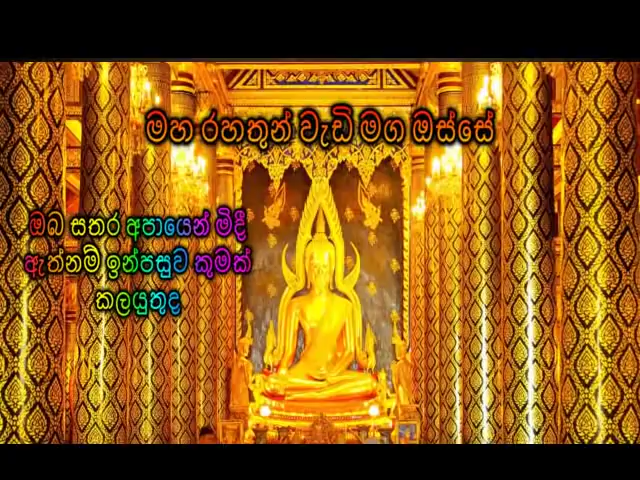 මහ රහතුන් වැඩි මග ඔස්සේ
ඔබ සතර අපායෙන් මිදී
ඇත්නම් ඉන්පසුව කුමක්
කලයුතුද